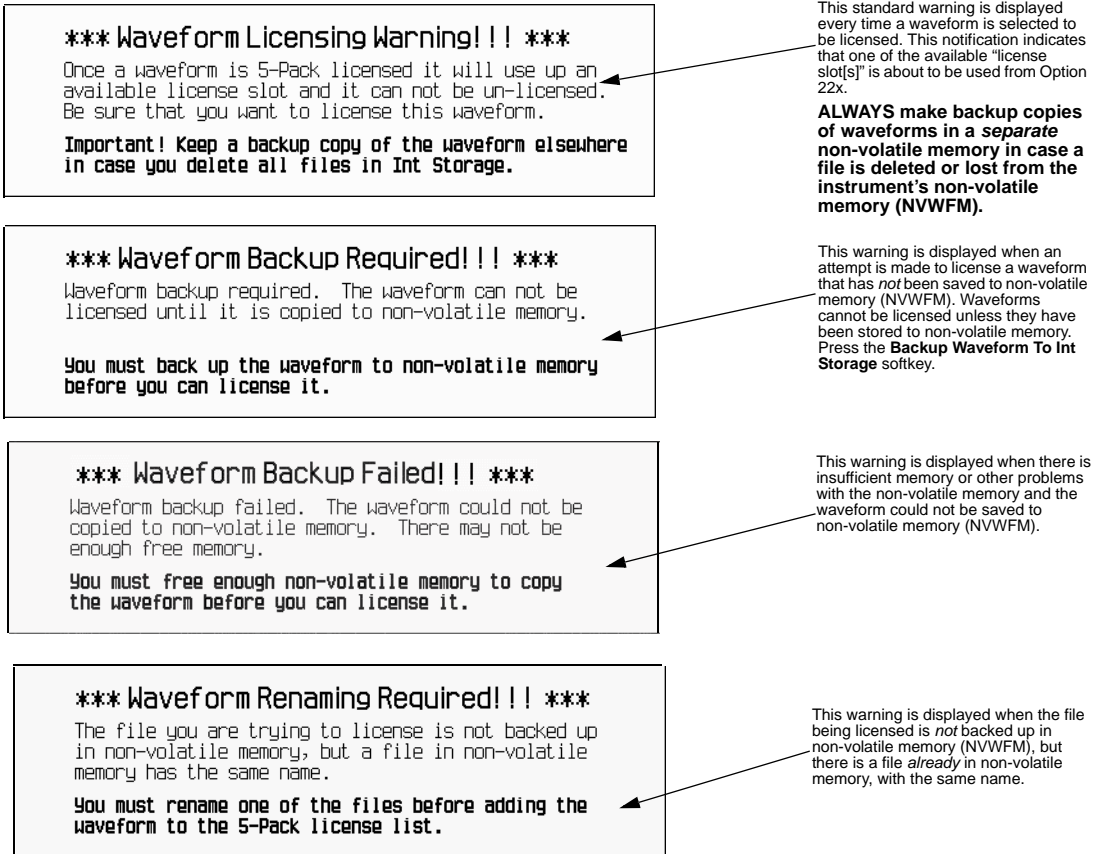 *** Waveform Licensing Warning!!! ***
Once a waveform is 5-Pack licensed it will use up an
available license slot and it can not be un-licensed.
Be sure that you want to license this waveform.
Important! Keep a backup copy of the waveform elsewhere
in case you delete all files in Int Storage.
This standard warning is displayed
every time a waveform is selected to
be licensed. This notification indicates
that one of the available “license
slot[s]” is about to be used from Option
22x.
ALWAYS make backup copies
of waveforms in a separate
non-volatile memory in case a
file is deleted or lost from the
instrument’s non-volatile
memory (NVWFM).
*** Waveform Backup Required!!! ***
Waveform backup required. The waveform can not be
licensed until it is copied to non-volatile memory.
You must back up the waveform to non-volatile memory
before you can license it.
This warning is displayed when an
attempt is made to license a waveform
that has not been saved to non-volatile
memory (NVWFM). Waveforms
cannot be licensed unless they have
been stored to non-volatile memory.
Press the Backup Waveform To Int
Storage softkey.
*** Waveform Backup Failed!!! ***
Waveform backup failed. The waveform could not be
copied to non-volatile memory. There may not be
enough free memory.
You must free enough non-volatile memory to copy
the waveform before you can license it.
This warning is displayed when there is
insufficient memory or other problems
with the non-volatile memory and the
waveform could not be saved to
non-volatile memory (NVWFM).
*** Waveform Renaming Required!!! ***
The file you are trying to license is not backed up
in non-volatile memory, but a file in non-volatile
memory has the same name.
You must rename one of the files before adding the
waveform to the 5-Pack license list.
This warning is displayed when the file
being licensed is not backed up in
non-volatile memory (NVWFM), but
there is a file already in non-volatile
memory, with the same name.